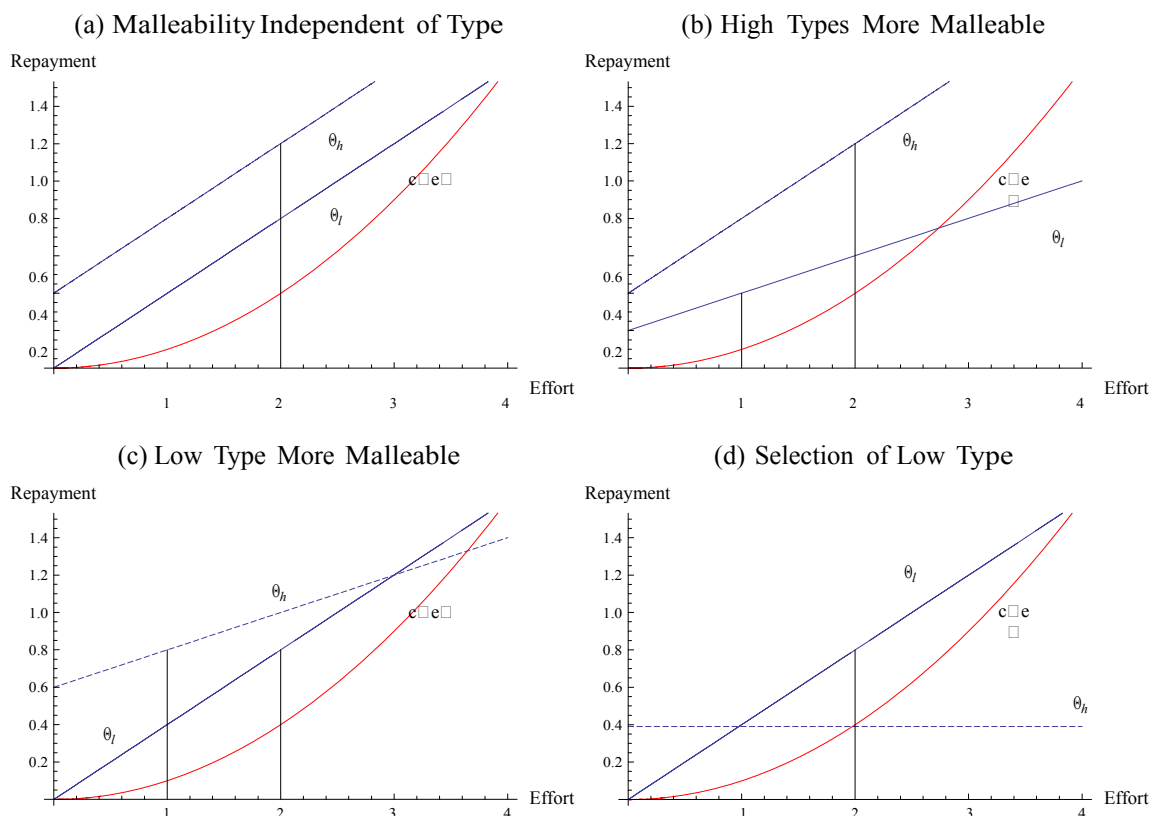 (a) Malleability Independent of Type
Repayment
1.4
1.2
1.0
0.8
0.6
0.4
0.2
θh
θl
c□e□
Effort
1 2 3 4
(b) High Types More Malleable
Repayment
1.4
1.2
1.0
0.8
0.6
0.4
0.2
θh
c□e
□
θl
Effort
1 2 3 4
(c) Low Type More Malleable
Repayment
1.4
1.2
1.0
0.8
0.6
0.4
0.2
θh
c□e□
θl
Effort
1 2 3 4
(d) Selection of Low Type
Repayment
1.4
1.2
1.0
0.8
0.6
0.4
0.2
θl
c□e
□
θh
Effort
1 2 3 4